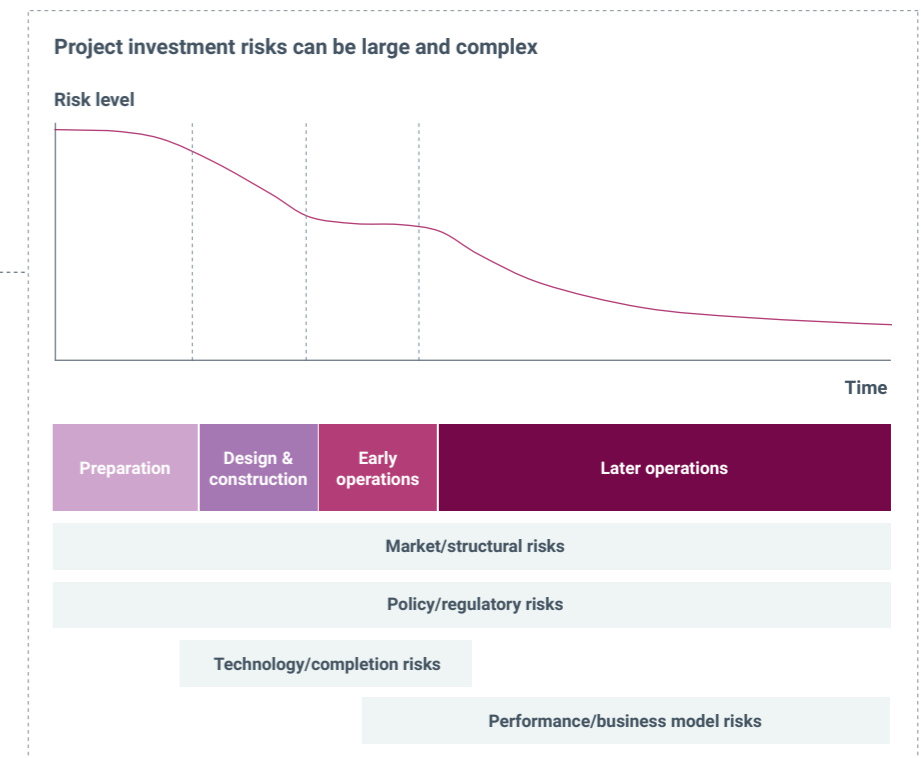 Project investment risks can be large and complex
Risk level
Time
Preparation
Design &
construction
Early
operations
Later operations
Market/structural risks
Policy/regulatory risks
Technology/completion risks
Performance/business model risks